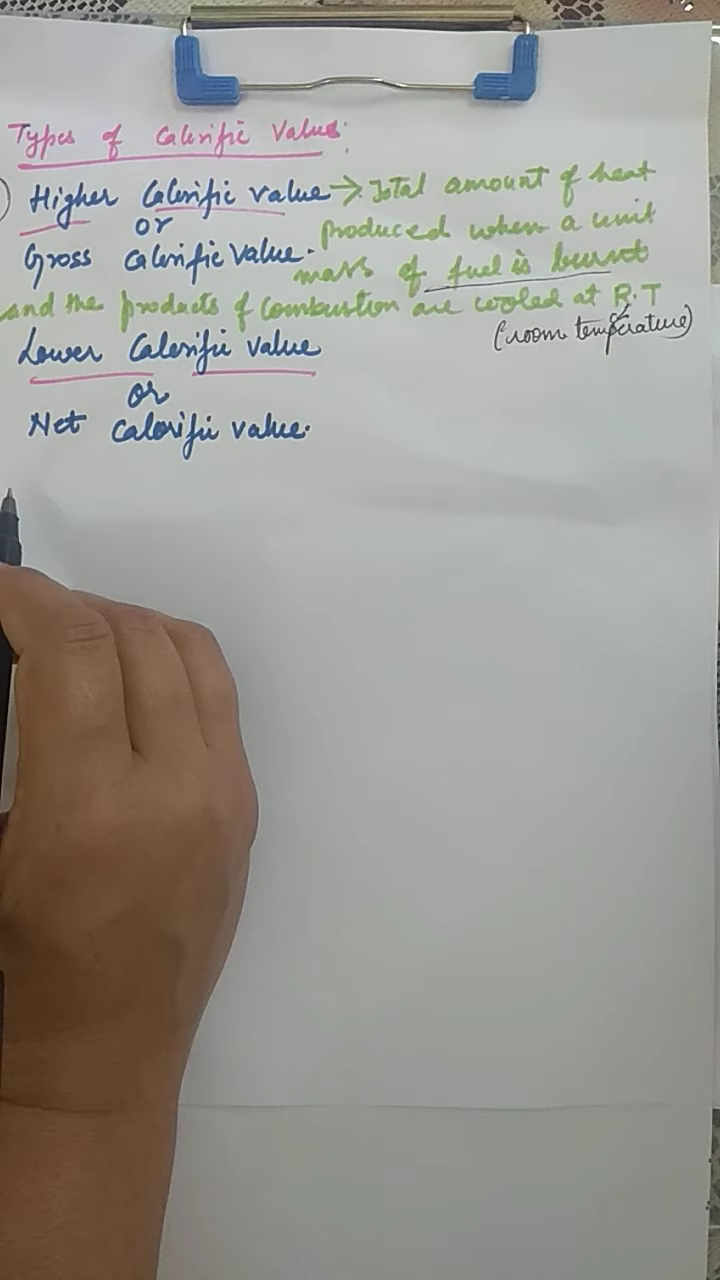 Types of Calorific Value:
Higher Calorific value → Total amount of heat
or produced when a unit
Gross Calorific Value. mass of fuel is burnt
and the products of Combustion are cooled at R.T
(room temperature)
Lower Calorific value
or
Net Calorific value.